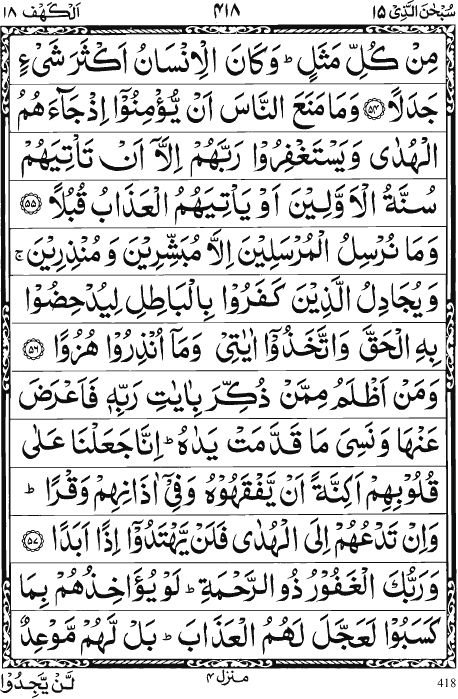 سُبْحٰنَ الَّذِیْ ۱۵ ۴۱۸ اَلْكَهْف ۱۸
مِنْ كُلِّ مَثَلٍ ؕ وَكَانَ الْاِنْسَانُ اَكْثَرَ شَیْءٍ
جَدَلًا ۝۵۴ وَمَا مَنَعَ النَّاسَ اَنْ یُّؤْمِنُوْۤا اِذْ جَآءَهُمُ
الْهُدٰی وَیَسْتَغْفِرُوْا رَبَّهُمْ اِلَّاۤ اَنْ تَاْتِیَهُمْ
سُنَّةُ الْاَوَّلِیْنَ اَوْ یَاْتِیَهُمُ الْعَذَابُ قُبُلًا ۝۵۵
وَمَا نُرْسِلُ الْمُرْسَلِیْنَ اِلَّا مُبَشِّرِیْنَ وَمُنْذِرِیْنَ ۚ
وَیُجَادِلُ الَّذِیْنَ كَفَرُوْا بِالْبَاطِلِ لِیُدْحِضُوْا
بِهِ الْحَقَّ وَاتَّخَذُوْۤا اٰیٰتِیْ وَمَاۤ اُنْذِرُوْا هُزُوًا ۝۵۶
وَمَنْ اَظْلَمُ مِمَّنْ ذُكِّرَ بِاٰیٰتِ رَبِّهٖ فَاَعْرَضَ
عَنْهَا وَنَسِیَ مَا قَدَّمَتْ یَدٰهُ ؕ اِنَّا جَعَلْنَا عَلٰی
قُلُوْبِهِمْ اَكِنَّةً اَنْ یَّفْقَهُوْهُ وَفِیْۤ اٰذَانِهِمْ وَقْرًا ؕ
وَاِنْ تَدْعُهُمْ اِلَی الْهُدٰی فَلَنْ یَّهْتَدُوْۤا اِذًا اَبَدًا ۝۵۷
وَرَبُّكَ الْغَفُوْرُ ذُو الرَّحْمَةِ ؕ لَوْ یُؤَاخِذُهُمْ بِمَا
كَسَبُوْا لَعَجَّلَ لَهُمُ الْعَذَابَ ؕ بَلْ لَّهُمْ مَّوْعِدٌ
418 منزل ۴ لَّنْ یَّجِدُوْا